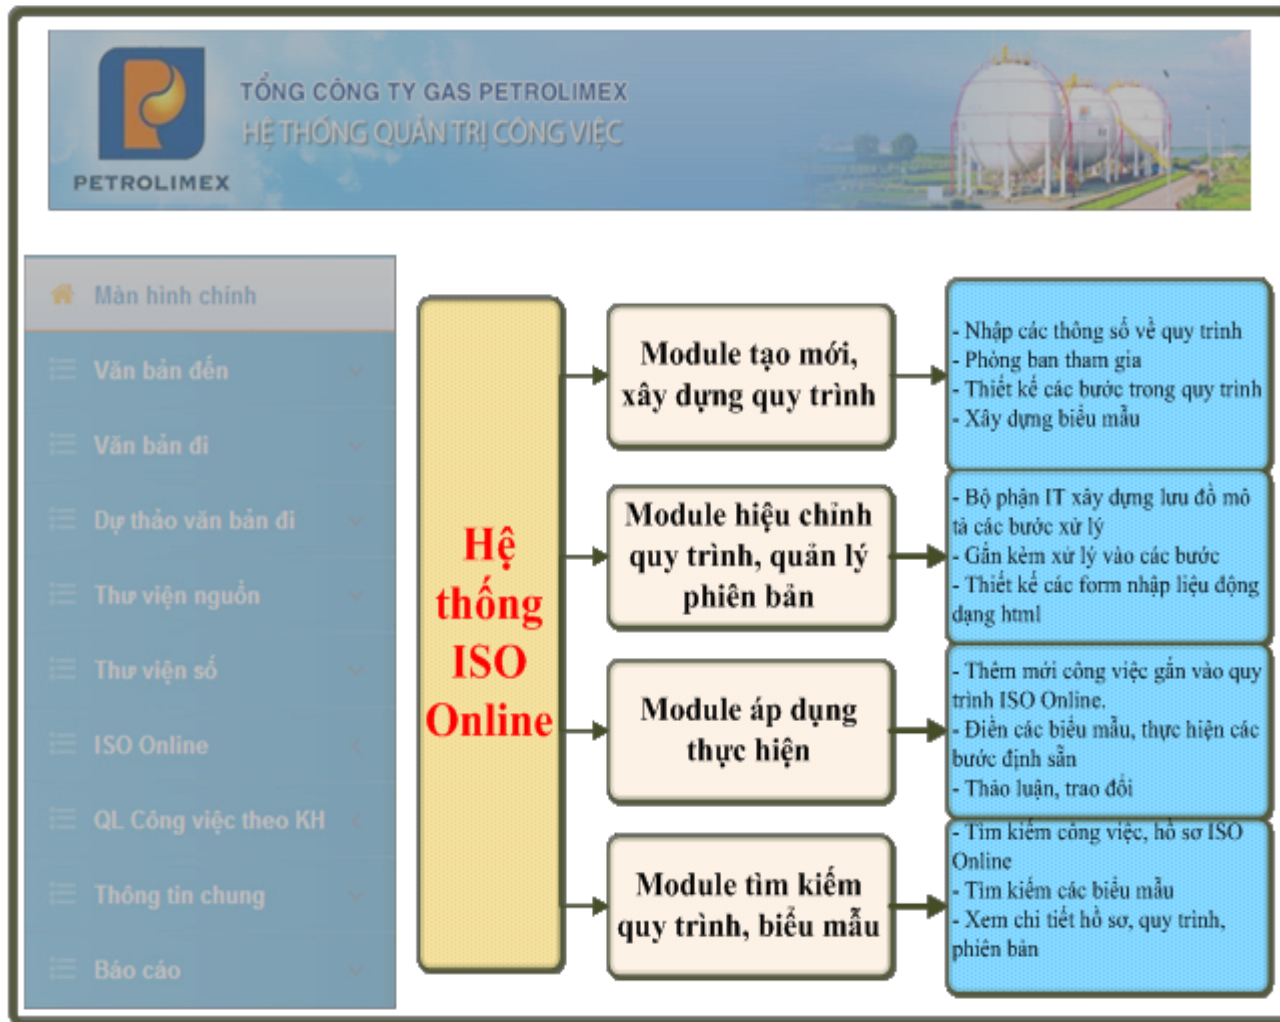 TỔNG CÔNG TY GAS PETROLIMEX
HỆ THỐNG QUẢN TRỊ CÔNG VIỆC
PETROLIMEX
Màn hình chính
Văn bản đến
Văn bản đi
Dự thảo văn bản đi
Thư viện nguồn
Thư viện số
ISO Online
QL Công việc theo KH
Thông tin chung
Báo cáo
Hệ
thống
ISO
Online
Module tạo mới,
xây dựng quy trình
- Nhập các thông số về quy trình
- Phòng ban tham gia
- Thiết kế các bước trong quy trình
- Xây dựng biểu mẫu
Module hiệu chỉnh
quy trình, quản lý
phiên bản
- Bộ phận IT xây dựng lưu đồ mô
tả các bước xử lý
- Gắn kèm xử lý vào các bước
- Thiết kế các form nhập liệu động
dạng html
Module áp dụng
thực hiện
- Thêm mới công việc gắn vào quy
trình ISO Online.
- Điền các biểu mẫu, thực hiện các
bước định sẵn
- Thảo luận, trao đổi
Module tìm kiếm
quy trình, biểu mẫu
- Tìm kiếm công việc, hồ sơ ISO
Online
- Tìm kiếm các biểu mẫu
- Xem chi tiết hồ sơ, quy trình,
phiên bản